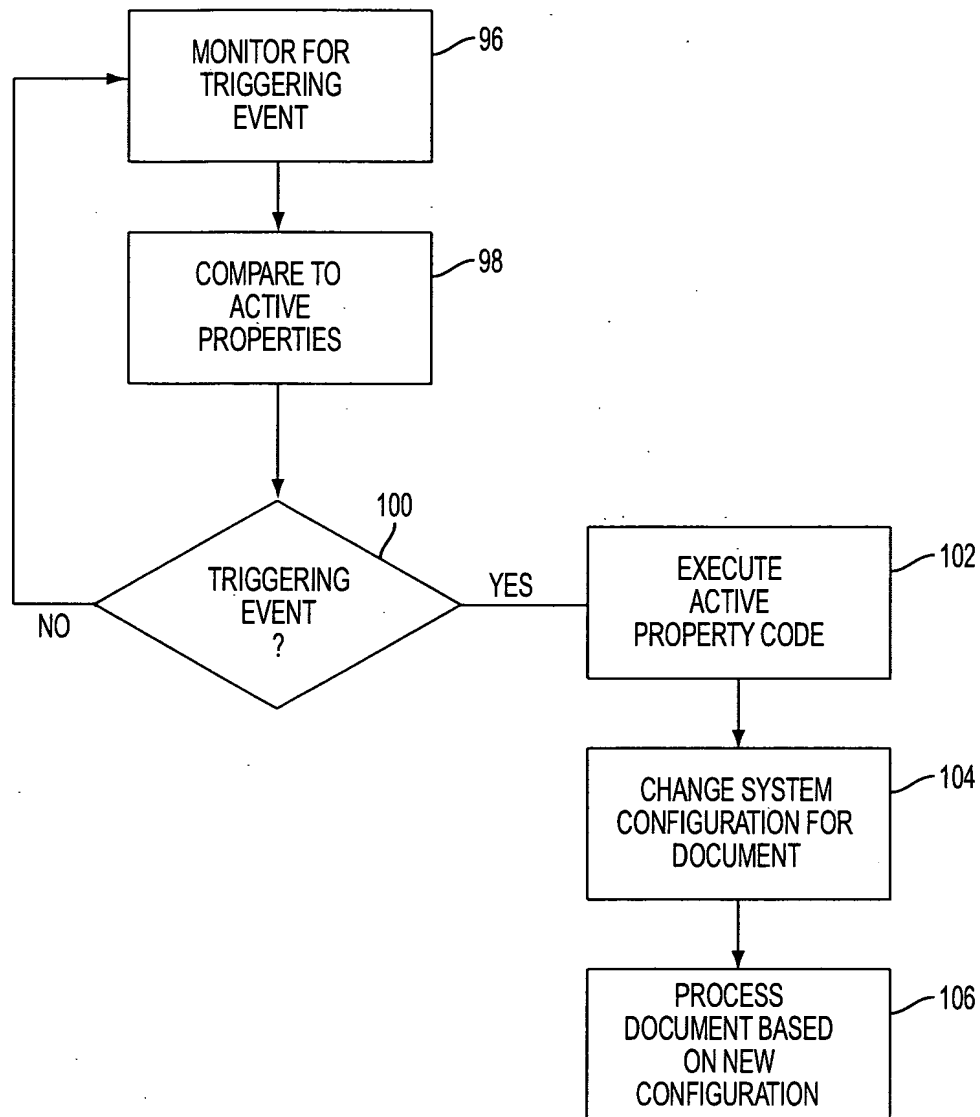 MONITOR FOR
TRIGGERING
EVENT
96
COMPARE TO
ACTIVE
PROPERTIES
98
100
TRIGGERING
EVENT
?
NO
YES
EXECUTE
ACTIVE
PROPERTY CODE
102
CHANGE SYSTEM
CONFIGURATION FOR
DOCUMENT
104
PROCESS
DOCUMENT BASED
ON NEW
CONFIGURATION
106